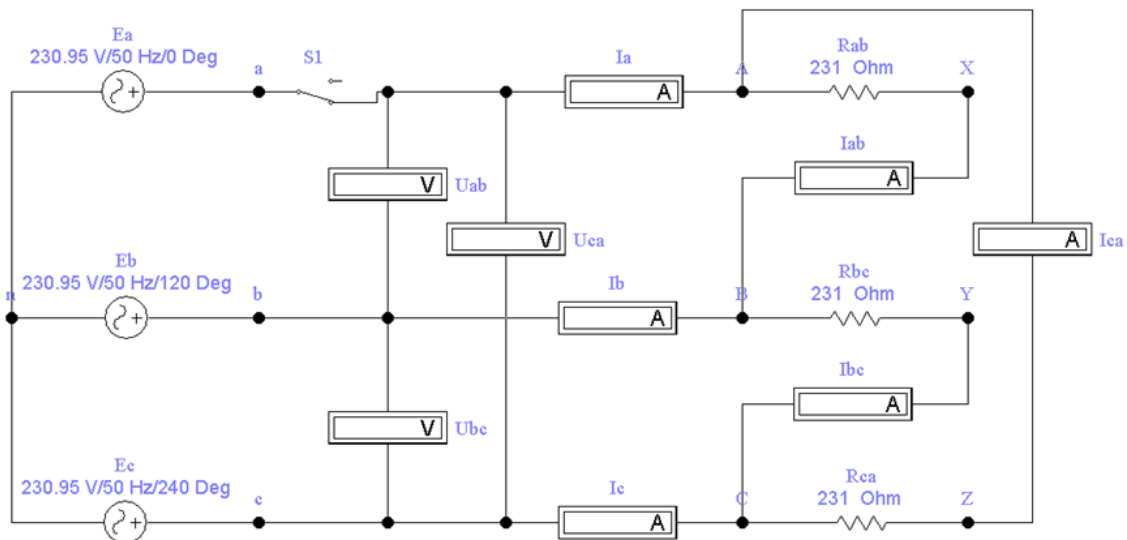 Ea
230.95 V/50 Hz/0 Deg
a
S1
Ia
A
A
Rab
231 Ohm
X
Iab
A
V
Uab
V
Uca
A
Ica
n
Eb
230.95 V/50 Hz/120 Deg
b
Ib
A
B
Rbc
231 Ohm
Y
Ibc
A
V
Ubc
Ec
230.95 V/50 Hz/240 Deg
c
Ic
A
C
Rca
231 Ohm
Z